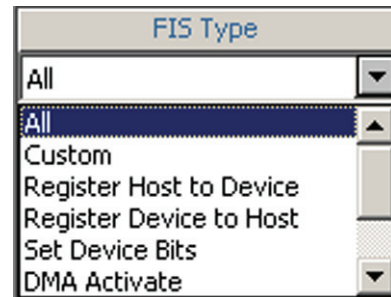 FIS Type
All
All
Custom
Register Host to Device
Register Device to Host
Set Device Bits
DMA Activate